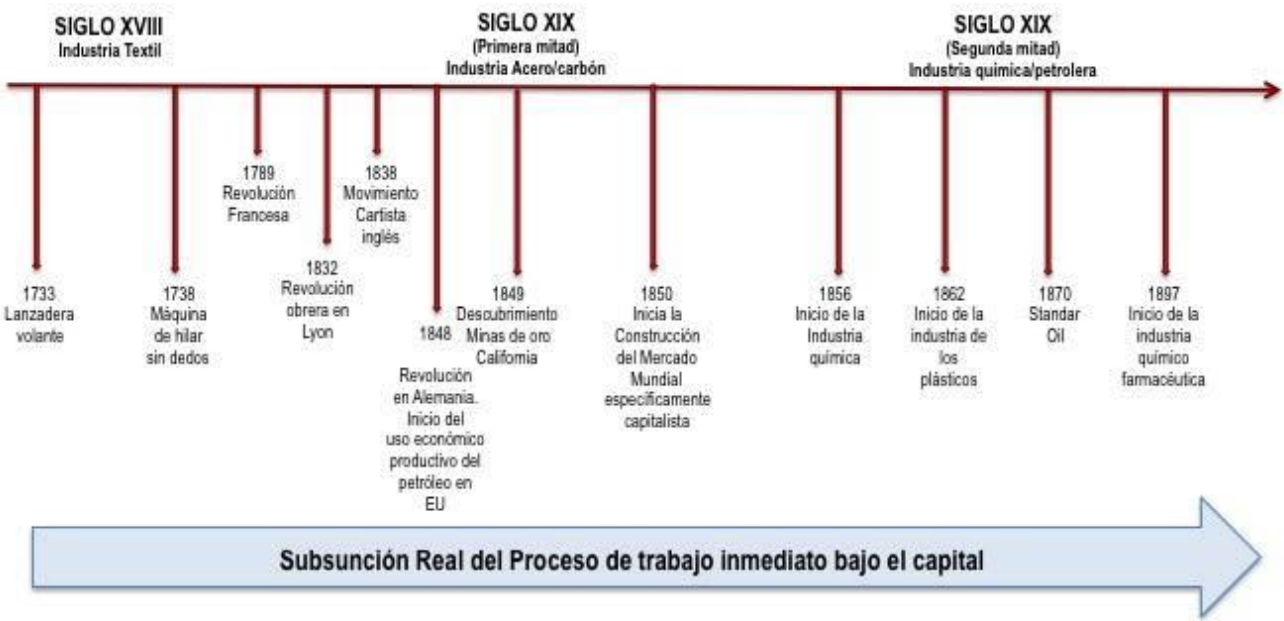 SIGLO XVIII
Industria Textil
SIGLO XIX
(Primera mitad)
Industria Acero/carbón
SIGLO XIX
(Segunda mitad)
Industria química/petrolera
1733
Lanzadera
volante
1738
Máquina
de hilar
sin dedos
1789
Revolución
Francesa
1832
Revolución
obrera en
Lyon
1838
Movimiento
Cartista
inglés
1848
Revolución
en Alemania.
Inicio del
uso económico
productivo del
petróleo en
EU
1849
Descubrimiento
Minas de oro
California
1850
Inicia la
Construcción
del Mercado
Mundial
específicamente
capitalista
1856
Inicio de la
Industria
química
1862
Inicio de la
industria de
los
plásticos
1870
Standar
Oil
1897
Inicio de la
industria
químico
farmacéutica
Subsunción Real del Proceso de trabajo inmediato bajo el capital